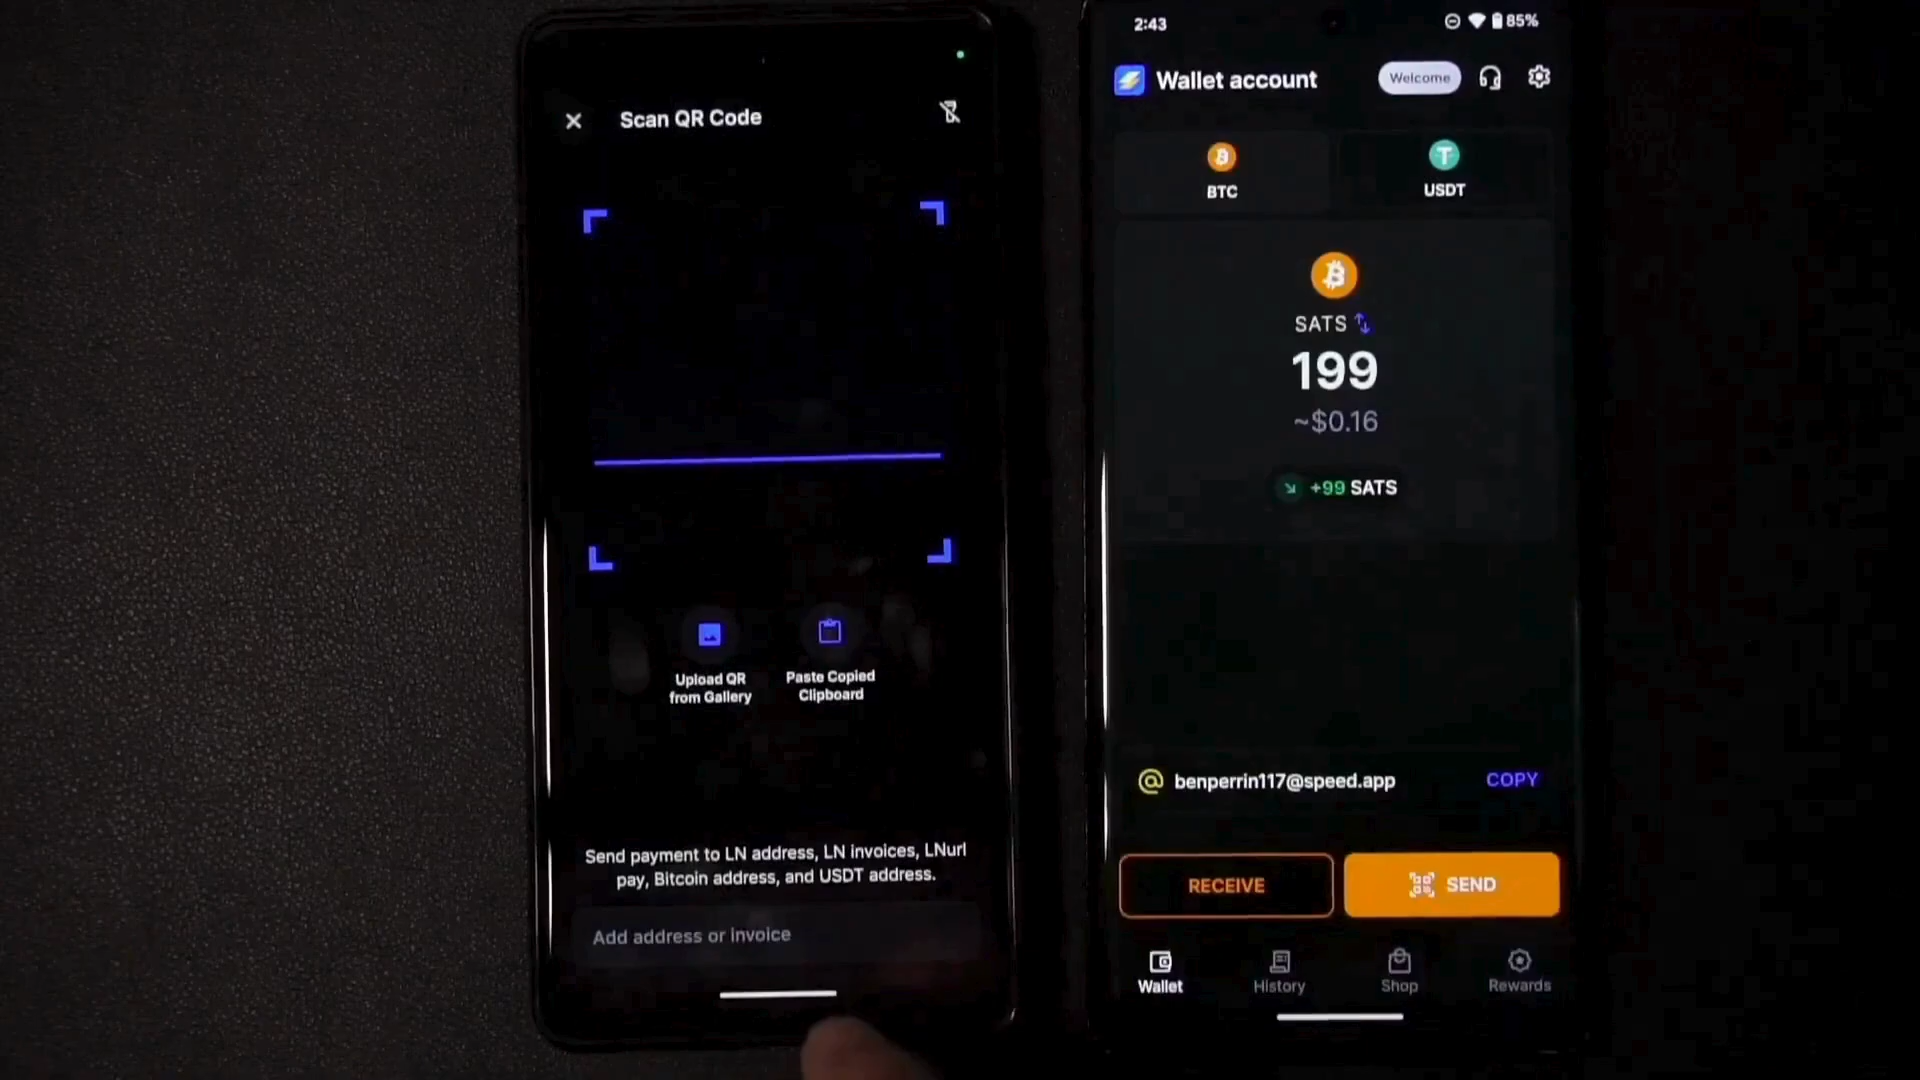 Scan QR Code
Upload QR
from Gallery
Paste Copied
Clipboard
Send payment to LN address, LN invoices, LNurl
pay, Bitcoin address, and USDT address.
Add address or invoice
2:43
85%
Wallet account
Welcome
BTC
USDT
SATS
199
~$0.16
+99 SATS
@ benperrin117@speed.app
COPY
RECEIVE
SEND
Wallet
History
Shop
Rewards